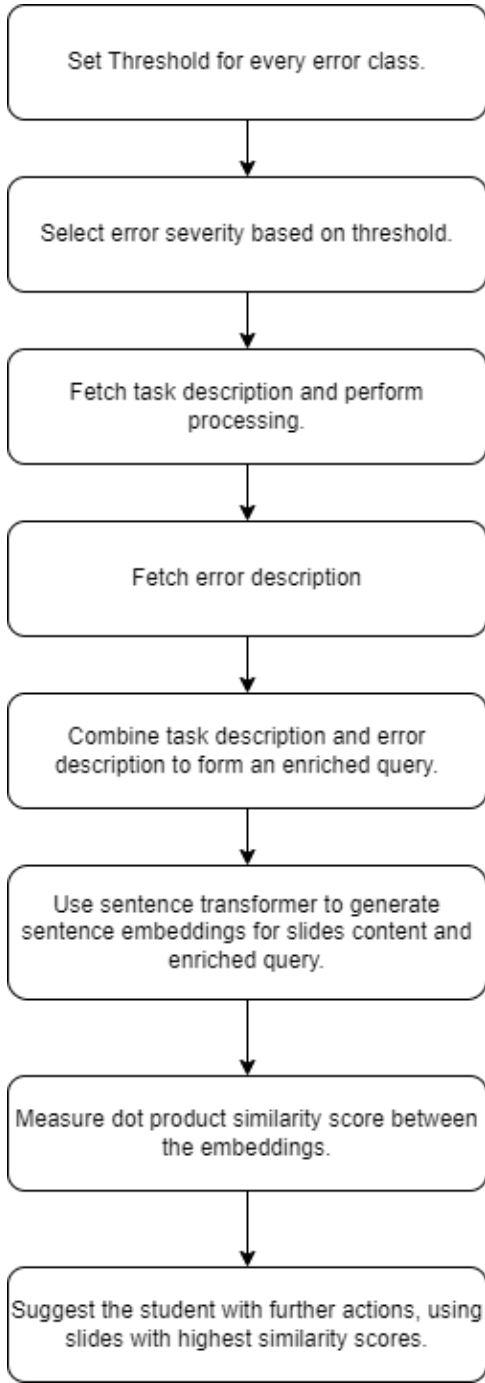 Set Threshold for every error class.
Select error severity based on threshold.
Fetch task description and perform
processing.
Fetch error description
Combine task description and error
description to form an enriched query.
Use sentence transformer to generate
sentence embeddings for slides content and
enriched query.
Measure dot product similarity score between
the embeddings.
Suggest the student with further actions, using
slides with highest similarity scores.